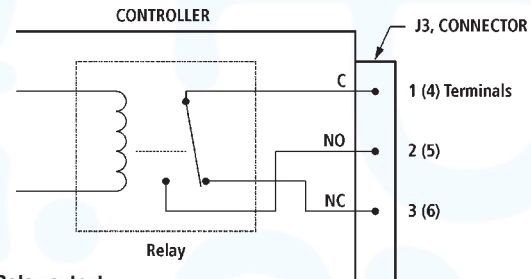 CONTROLLER
J3, CONNECTOR
C
1 (4) Terminals
NO
2 (5)
NC
3 (6)
Relay